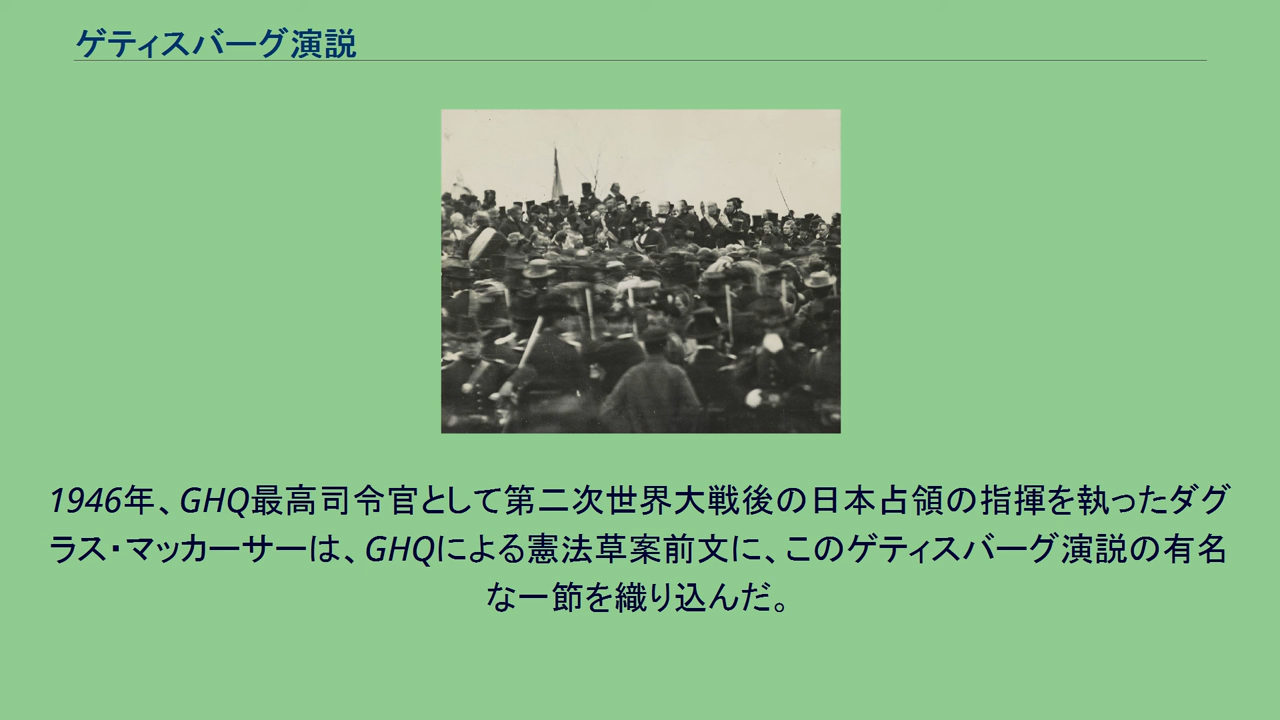 ゲティスバーグ演説
1946年、GHQ最高司令官として第二次世界大戦後の日本占領の指揮を執ったダグ
ラス・マッカーサーは、GHQによる憲法草案前文に、このゲティスバーグ演説の有名
な一節を織り込んだ。